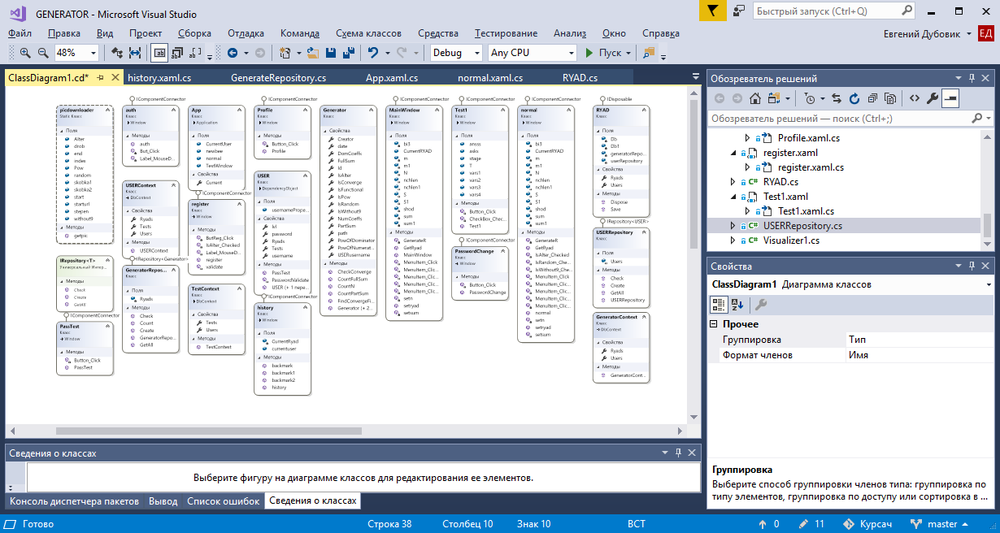 GENERATOR - Microsoft Visual Studio
Быстрый запуск (Ctrl+Q)
Файл Правка Вид Проект Сборка Отладка Команда Схема классов Средства Тестирование Анализ Окно Справка
Евгений Дубовик ЕД
48% Debug Any CPU Пуск
ClassDiagram1.cd* history.xaml.cs GenerateRepository.cs App.xaml.cs normal.xaml.cs RYAD.cs
picdownloader
Static Класс
Поля
Alter
drob
end
index
Pow
random
skobka1
skobka2
start
starturl
stepen
without9
Методы
getpic
IRepository<T>
Универсальный Интер...
Методы
Check
Create
GetAll
IComponentConnector
PassTest
Класс
Window
Методы
Button_Click
PassTest
IComponentConnector
auth
Класс
Window
Методы
auth
But_Click
Label_MouseD...
USERContext
Класс
DbContext
Свойства
Ryads
Tests
Users
Методы
USERContext
IRepository<Generator>
GeneratorRepos...
Класс
Поля
Ryads
Методы
Check
Count
Create
GeneratorRepo...
GetAll
App
Класс
Application
Поля
CurrentUser
newbee
normal
TestWindow
Свойства
Current
IComponentConnector
register
Класс
Window
Методы
ButReg_Click
IsAlter_Checked
Label_MouseD...
register
validate
TestContext
Класс
DbContext
Свойства
Tests
Users
Методы
TestContext
IComponentConnector
Profile
Класс
Window
Методы
Button_Click
Profile
USER
Класс
DependencyObject
Поля
usernamePrope...
Свойства
lvl
password
Ryads
Tests
username
Методы
PassTest
PasswordValidate
USER (+ 1 пере...
IComponentConnector
history
Класс
Window
Поля
CurrentRyad
currentuser
Методы
backmark
backmark1
backmark2
history
Generator
Класс
Свойства
Creator
date
DomCoeffs
FullSum
Id
IsAlter
IsConverge
IsFunctional
IsPow
IsRandom
IsWithout9
NumCoeffs
PartSum
path
PowOfDominator
PowOfNumerat...
USERusername
Методы
CheckConverge
CountFullSum
CountN
CountPartSum
FindConvergeFi...
Generator (+ 2...
IComponentConnector
MainWindow
Класс
Window
Поля
bi3
CurrentRYAD
m
m1
N
nchlen
nchlen1
S
S1
shod
sum
sum1
Методы
GenerateR
GetRyad
MainWindow
MenuItem_Click
MenuItem_Clic...
MenuItem_Clic...
MenuItem_Clic...
MenuItem_Clic...
setn
setryad
setsum
IComponentConnector
Test1
Класс
Window
Поля
ansss
asks
stage
T
vars1
vars2
vars3
vars4
Методы
Button_Click
CheckBox_Chec...
Test1
IComponentConnector
PasswordChange
Класс
Window
Методы
Button_Click
PasswordChange
IComponentConnector
normal
Класс
Window
Поля
bi3
CurrentRYAD
m
m1
N
nchlen
nchlen1
S
S1
shod
sum
sum1
Методы
GenerateR
GetRyad
IsAlter_Checked
IsRandom_Che...
IsWithout9_Che...
MenuItem_Click
MenuItem_Clic...
MenuItem_Clic...
MenuItem_Clic...
MenuItem_Clic...
normal
setn
setryad
setsum
IDisposable
RYAD
Класс
Поля
Db
Db1
generatorRepo...
userRepository
Свойства
Ryads
Users
Методы
Dispose
Save
IRepository<USER>
USERRepository
Класс
Поля
Users
Методы
Check
Create
GetAll
USERRepository
GeneratorContext
Класс
DbContext
Свойства
Ryads
Users
Методы
GeneratorCont...
Обозреватель решений
Обозреватель решений — поиск (Ctrl+;)
Profile.xaml.cs
register.xaml
register.xaml.cs
RYAD.cs
Test1.xaml
Test1.xaml.cs
USERRepository.cs
Visualizer1.cs
Свойства
ClassDiagram1 Диаграмма классов
Прочее
Группировка Тип
Формат членов Имя
Группировка
Выберите способ группировки членов типа: группировка по
типу элементов, группировка по доступу или сортировка в ...
Сведения о классах
Выберите фигуру на диаграмме классов для редактирования ее элементов.
Консоль диспетчера пакетов Вывод Список ошибок Сведения о классах
Готово Строка 38 Столбец 10 Знак 10 ВСТ 0 11 Курсач master